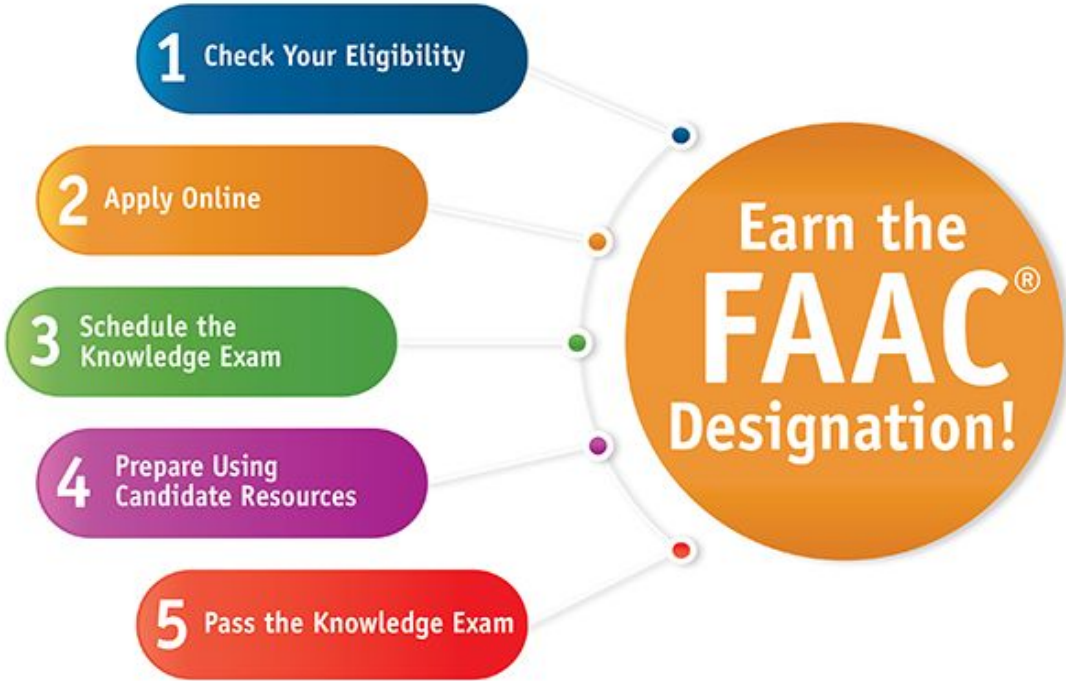 1 Check Your Eligibility
2 Apply Online
3 Schedule the
Knowledge Exam
4 Prepare Using
Candidate Resources
5 Pass the Knowledge Exam
Earn the
FAAC®
Designation!